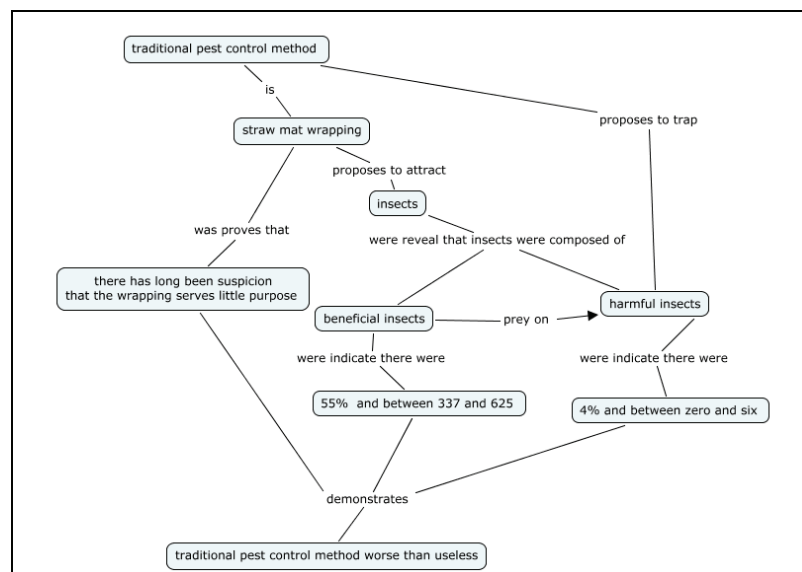 traditional pest control method
is
proposes to trap
straw mat wrapping
proposes to attract
insects
was proves that
were reveal that insects were composed of
there has long been suspicion
that the wrapping serves little purpose
beneficial insects
prey on
harmful insects
were indicate there were
were indicate there were
55% and between 337 and 625
4% and between zero and six
demonstrates
traditional pest control method worse than useless